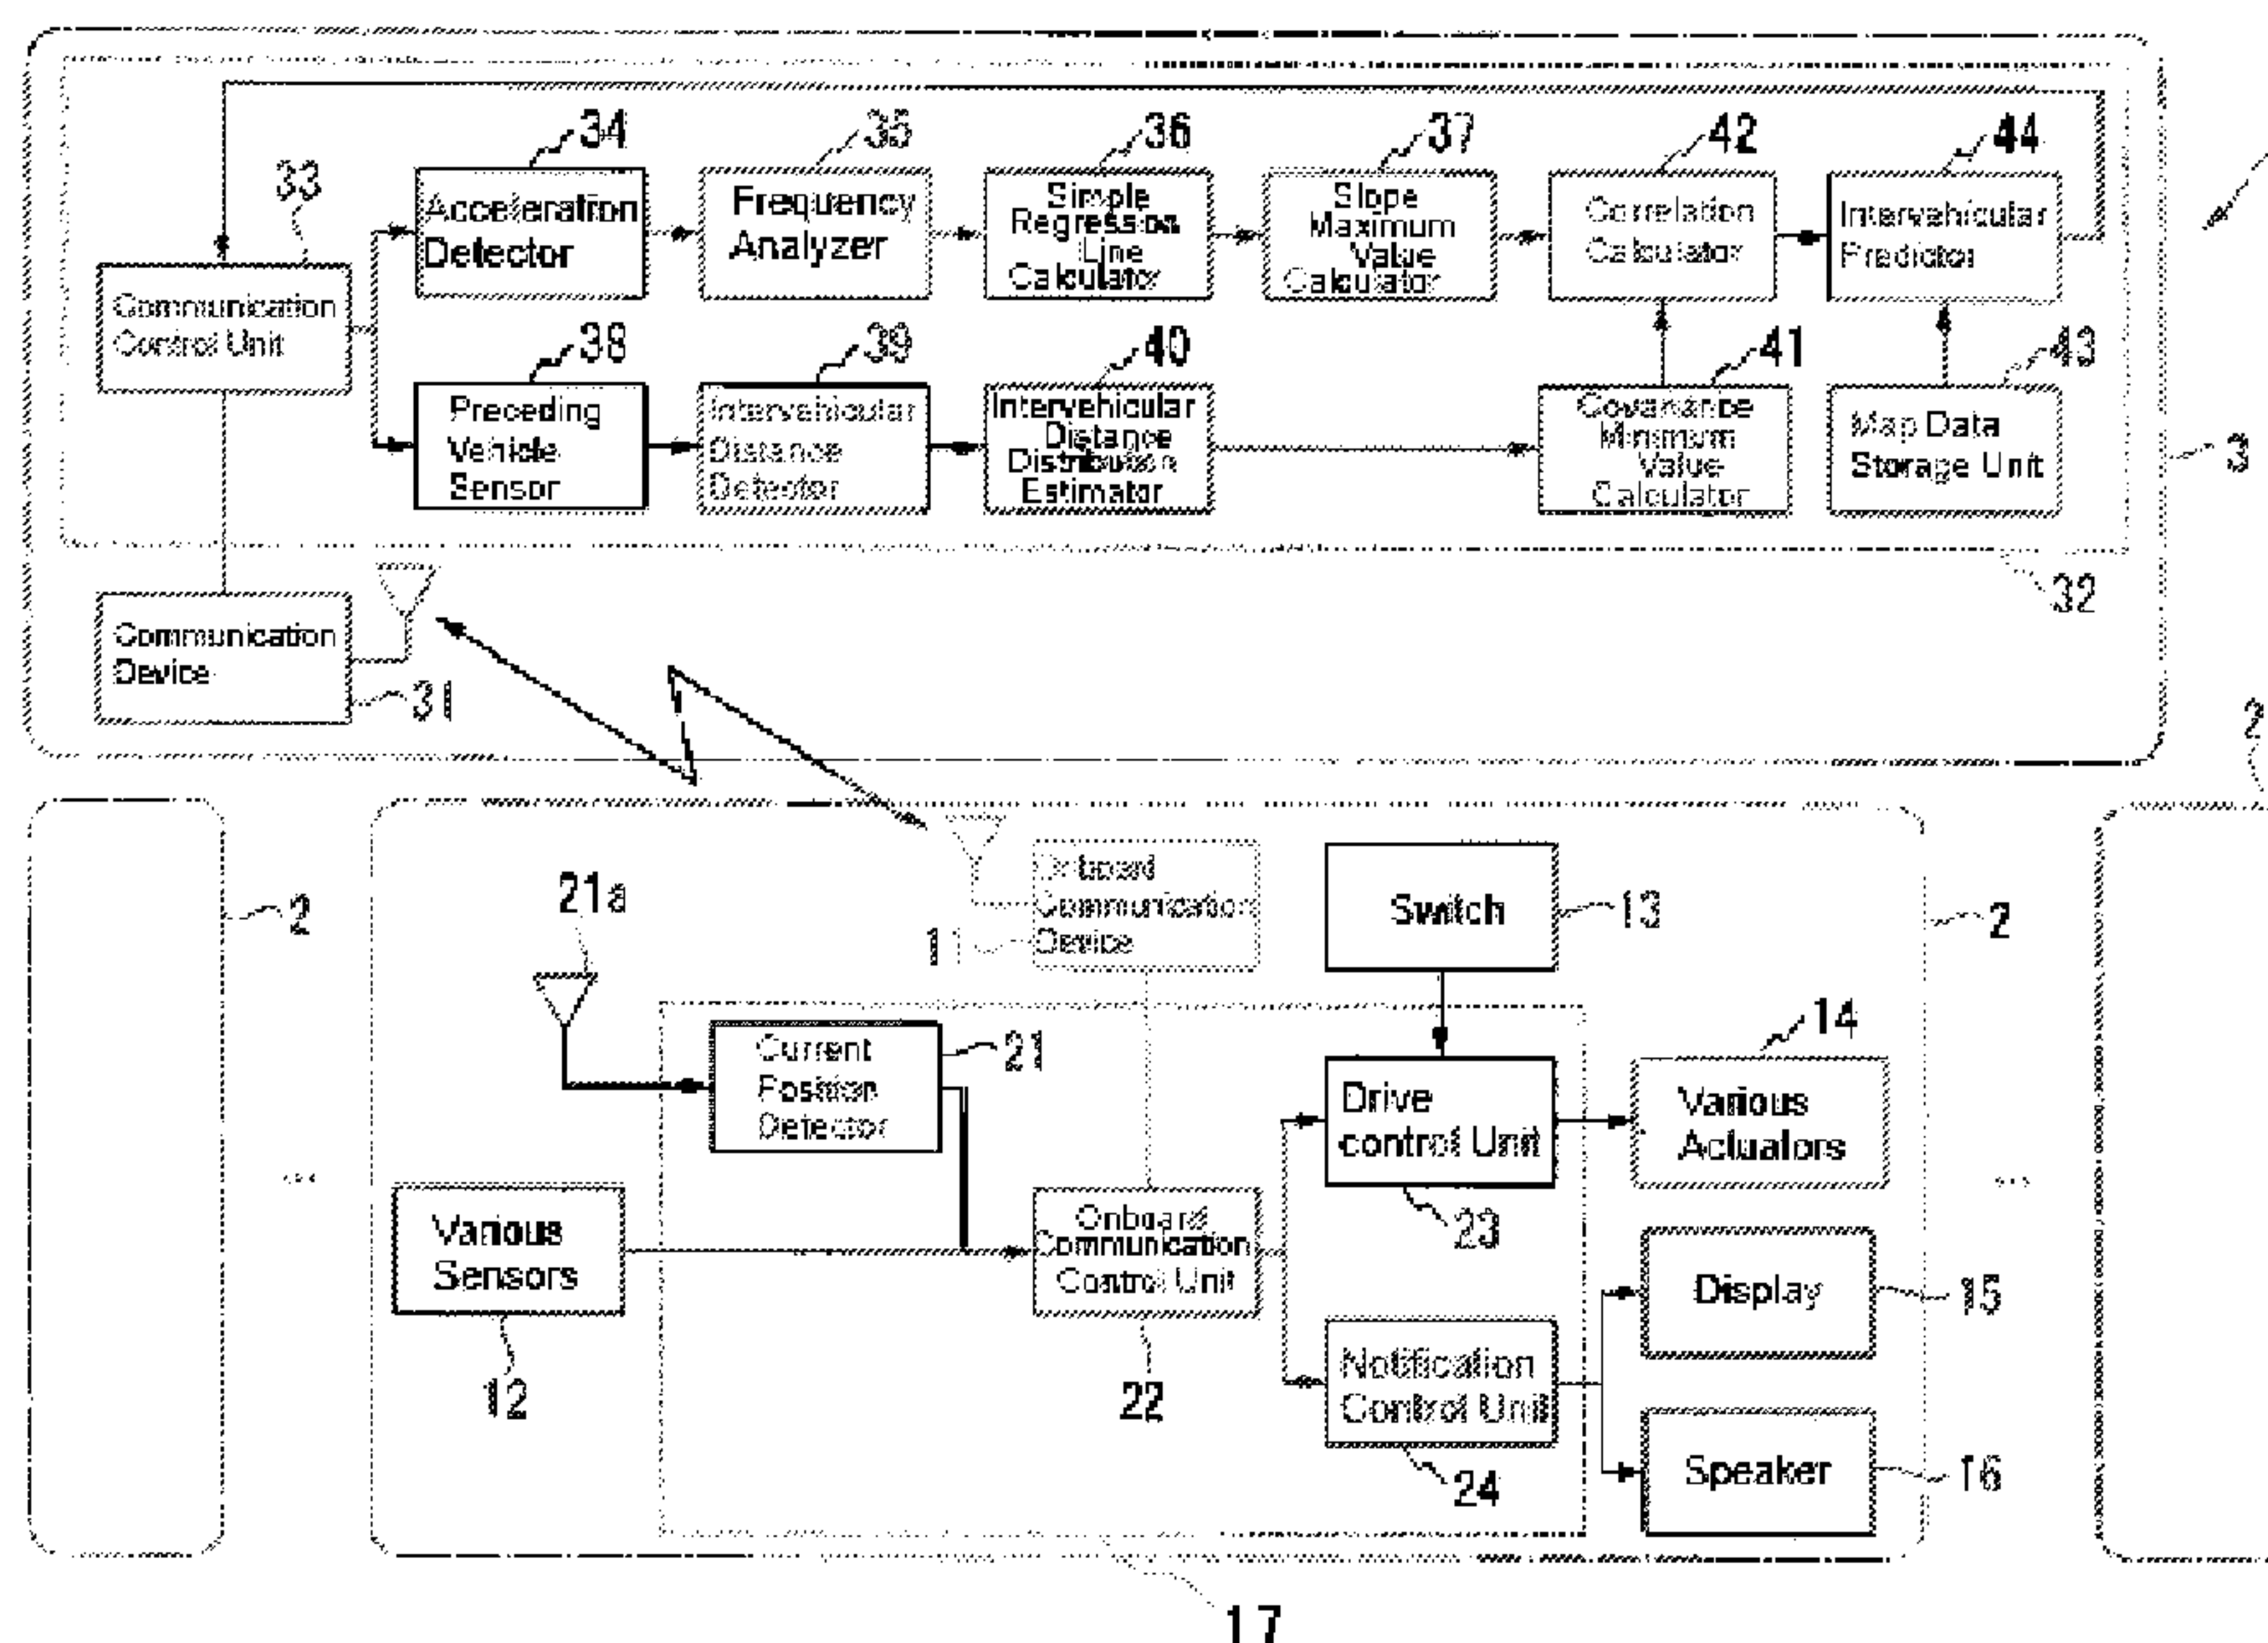 34
35
36
37
42
44
33
Acceleration
Detector
Frequency
Analyzer
Simple
Regression
Line
Calculator
Slope
Maximum
Value
Calculator
Correlation
Calculator
Intervehicular
Predictor
Communication
Control Unit
38
39
40
41
43
Preceding
Vehicle
Sensor
Intervehicular
Distance
Detector
Intervehicular
Distance
Distribution
Estimator
Covariance
Minimum
Value
Calculator
Map Data
Storage Unit
3
32
Communication
Device
31
2
21a
Onboard
Communication
Device
11
Switch
13
2
2
Current
Position
Detector
21
14
Drive
control Unit
Various
Actuators
...
...
Various
Sensors
Onboard
Communication
Control Unit
23
Display
15
12
22
Notification
Control Unit
24
Speaker
16
17